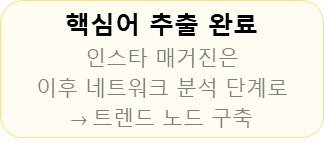 핵심어 추출 완료
인스타 매거진은
이후 네트워크 분석 단계로
→ 트렌드 노드 구축